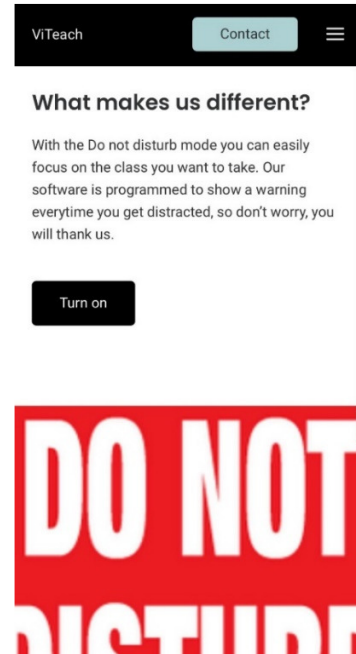 ViTeach
Contact
What makes us different?
With the Do not disturb mode you can easily
focus on the class you want to take. Our
software is programmed to show a warning
everytime you get distracted, so don't worry, you
will thank us.
Turn on
DO NOT
DISTURB